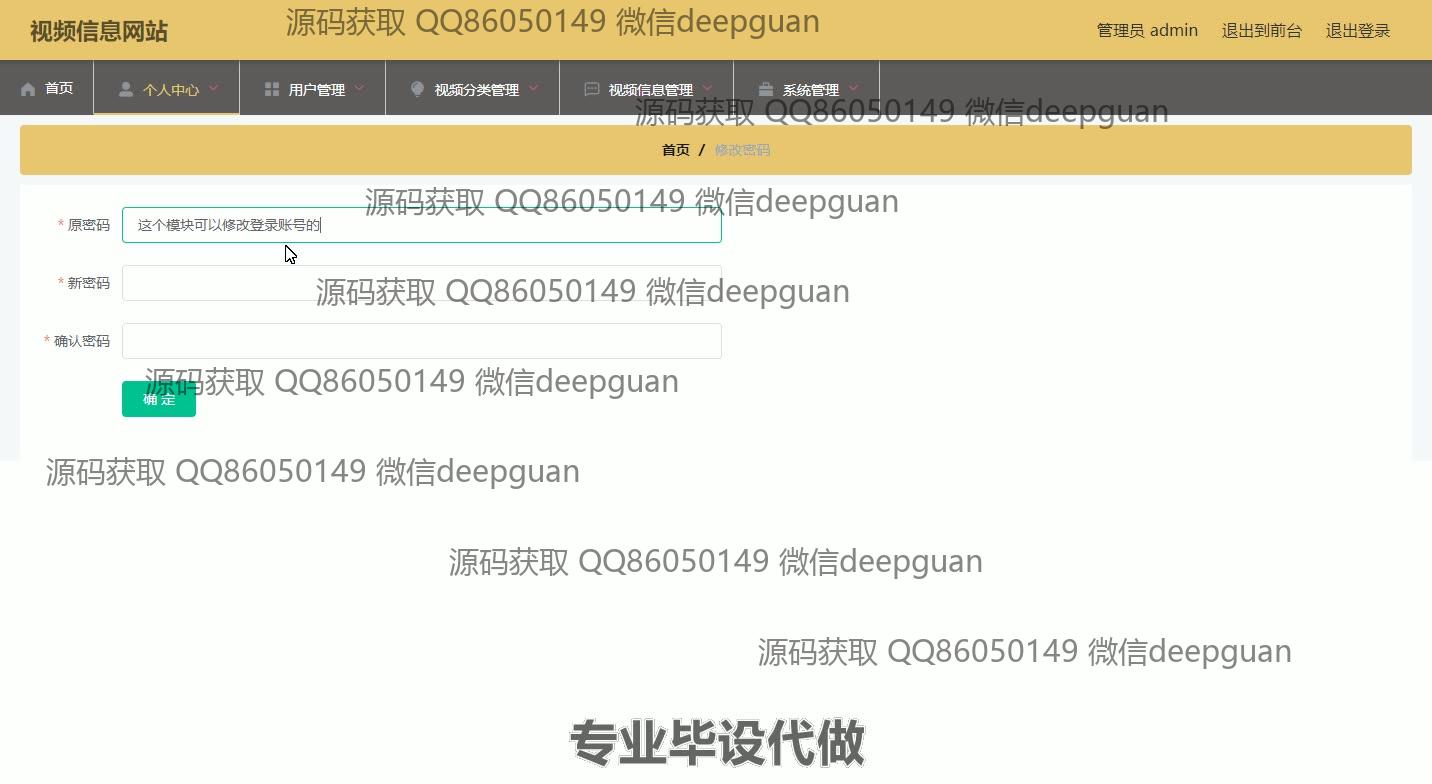 视频信息网站
源码获取 QQ86050149 微信deepguan
管理员 admin 退出到前台 退出登录
首页 个人中心 用户管理 视频分类管理 视频信息管理 系统管理
源码获取 QQ86050149 微信deepguan
首页 / 修改密码
源码获取 QQ86050149 微信deepguan
* 原密码 这个模块可以修改登录账号的
* 新密码
源码获取 QQ86050149 微信deepguan
* 确认密码
源码获取 QQ86050149 微信deepguan
确 定
源码获取 QQ86050149 微信deepguan
源码获取 QQ86050149 微信deepguan
源码获取 QQ86050149 微信deepguan
专业毕设代做